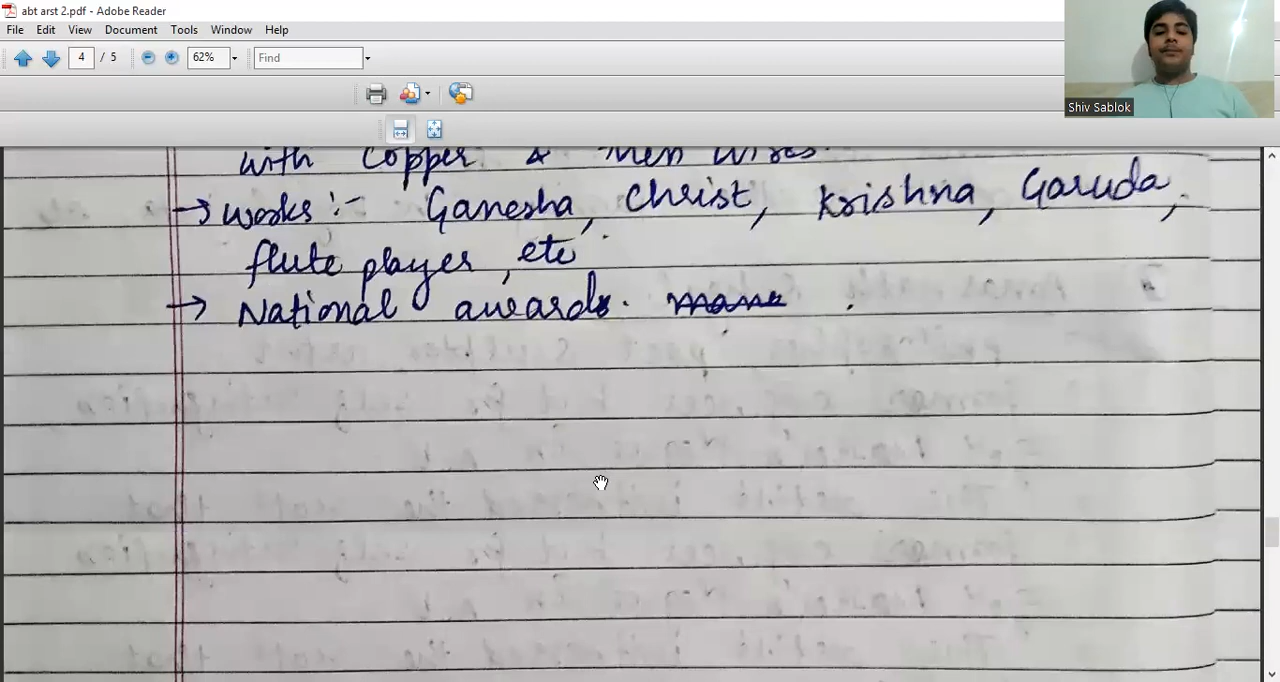 abt arst 2.pdf - Adobe Reader
File Edit View Document Tools Window Help
4 / 5 62% Find
Shiv Sablok
with Copper &
→ Works :- Ganesha, Christ, Krishna, Garuda,
flute player, etc.
→ National awards.